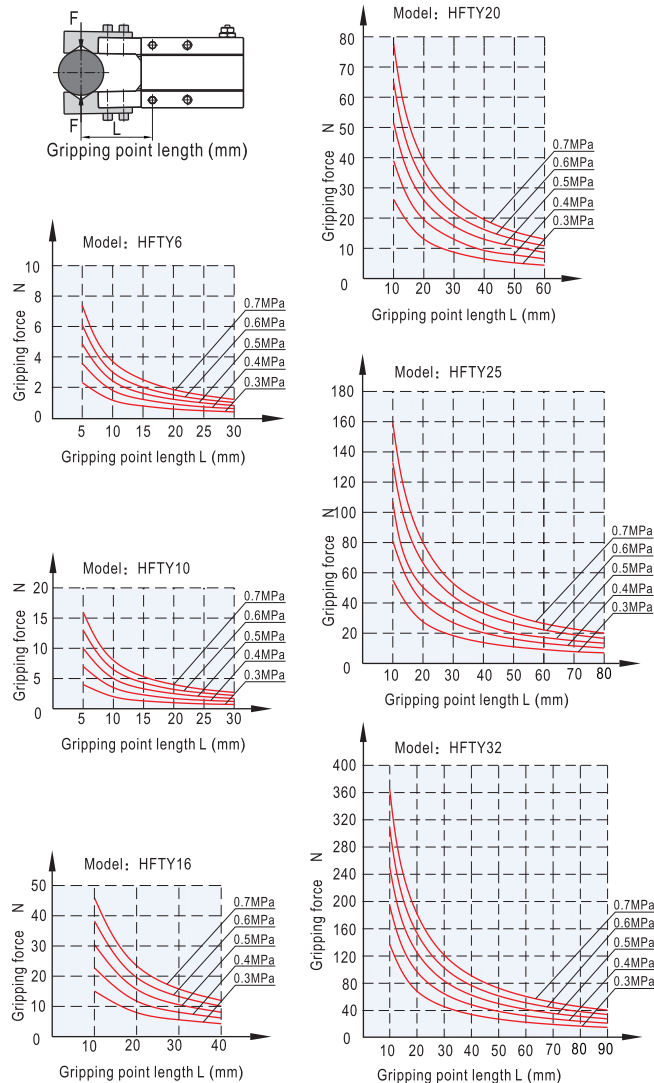 F
F
L
Gripping point length (mm)
Model: HFTY6
Gripping force N
10
8
6
4
2
0
0.7MPa
0.6MPa
0.5MPa
0.4MPa
0.3MPa
5 10 15 20 25 30
Gripping point length L (mm)
Model: HFTY10
Gripping force N
20
15
10
5
0
0.7MPa
0.6MPa
0.5MPa
0.4MPa
0.3MPa
5 10 15 20 25 30
Gripping point length L (mm)
Model: HFTY16
Gripping force N
50
40
30
20
10
0
0.7MPa
0.6MPa
0.5MPa
0.4MPa
0.3MPa
10 20 30 40
Gripping point length L (mm)
Model: HFTY20
Gripping force N
80
70
60
50
40
30
20
10
0
0.7MPa
0.6MPa
0.5MPa
0.4MPa
0.3MPa
10 20 30 40 50 60
Gripping point length L (mm)
Model: HFTY25
Gripping force N
180
160
140
120
100
80
60
40
20
0
0.7MPa
0.6MPa
0.5MPa
0.4MPa
0.3MPa
10 20 30 40 50 60 70 80
Gripping point length L (mm)
Model: HFTY32
Gripping force N
400
360
280
240
200
160
120
80
40
0
0.7MPa
0.6MPa
0.5MPa
0.4MPa
0.3MPa
10 20 30 40 50 60 70 80 90
Gripping point length L (mm)